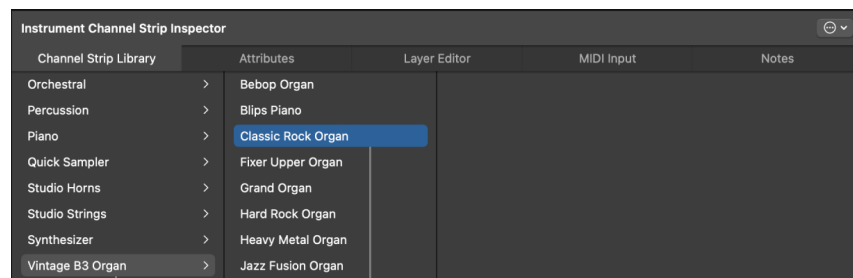 Instrument Channel Strip Inspector
Channel Strip Library
Attributes
Layer Editor
MIDI Input
Notes
Orchestral
Percussion
Piano
Quick Sampler
Studio Horns
Studio Strings
Synthesizer
Vintage B3 Organ
Bebop Organ
Blips Piano
Classic Rock Organ
Fixer Upper Organ
Grand Organ
Hard Rock Organ
Heavy Metal Organ
Jazz Fusion Organ